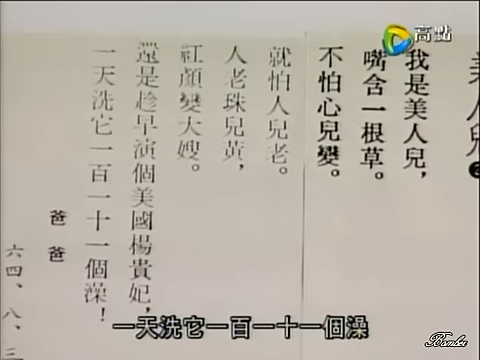 美人兒❸
我是美人兒,
嘴含一根草。
不怕心兒變。
就怕人兒老。
人老珠兒黃,
紅顏變大嫂。
還是趁早演個美國楊貴妃,
一天洗它一百一十一個澡!
爸爸
六四、八、三
高點
一天洗它一百一十一個澡